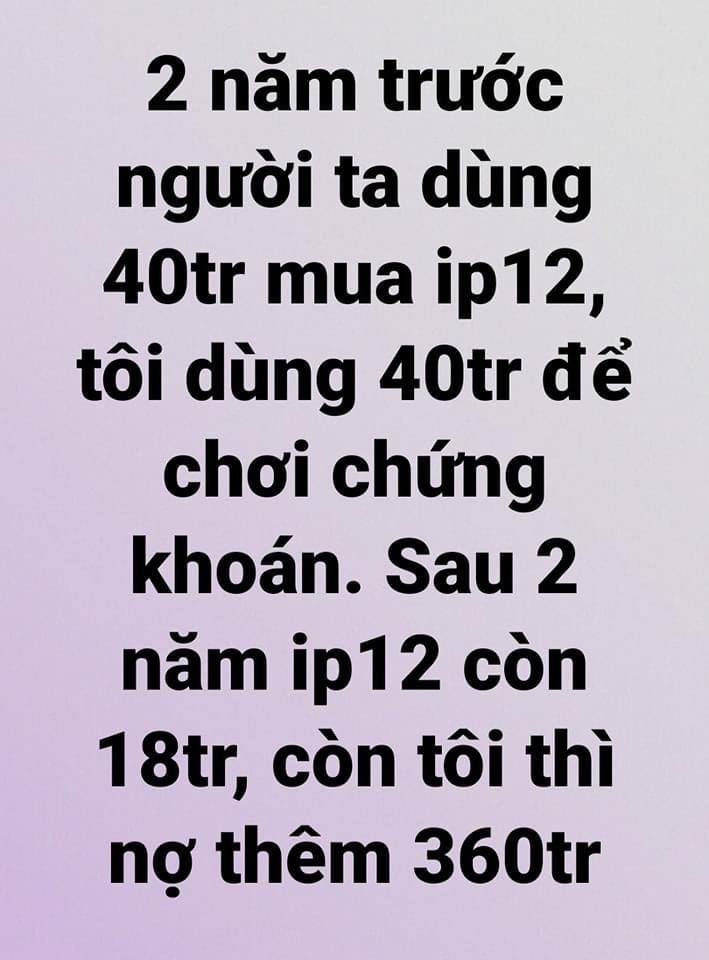 2 năm trước
người ta dùng
40tr mua ip12,
tôi dùng 40tr để
chơi chứng
khoán. Sau 2
năm ip12 còn
18tr, còn tôi thì
nợ thêm 360tr